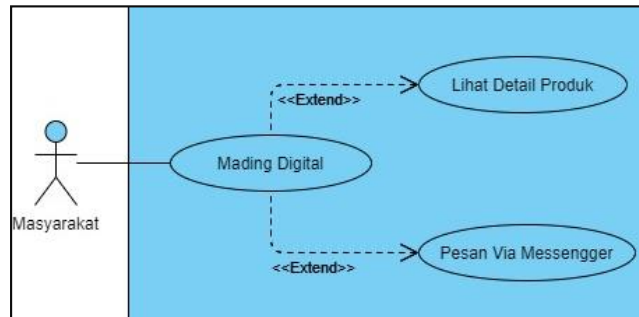 Lihat Detail Produk
<<Extend>>
Mading Digital
Masyarakat
Pesan Via Messengger
<<Extend>>